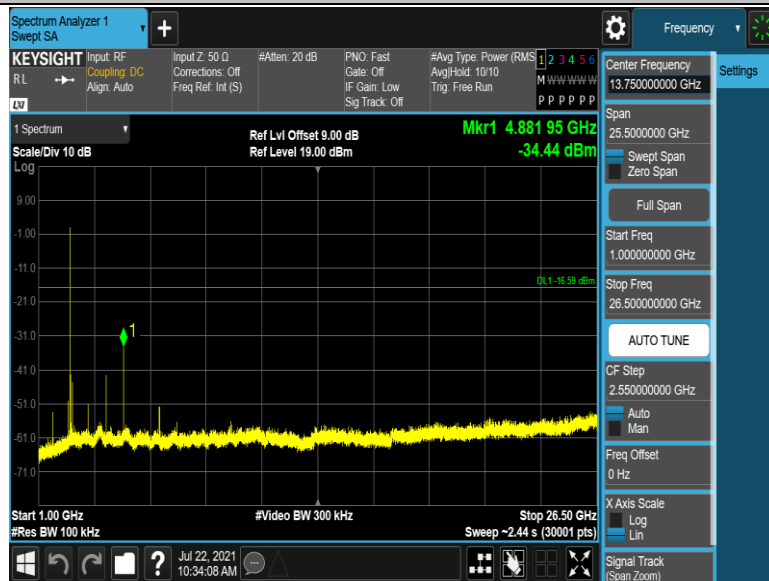 Spectrum Analyzer 1
Swept SA
Frequency
KEYSIGHT
RL
LXI
Input: RF
Coupling: DC
Align: Auto
Input Z: 50 Ω
Corrections: Off
Freq Ref: Int (S)
#Atten: 20 dB
PNO: Fast
Gate: Off
IF Gain: Low
Sig Track: Off
#Avg Type: Power (RMS
Avg|Hold: 10/10
Trig: Free Run
1 2 3 4 5 6
M W W W W W
P P P P P P
1 Spectrum
Scale/Div 10 dB
Log
Ref Lvl Offset 9.00 dB
Ref Level 19.00 dBm
Mkr1 4.881 95 GHz
-34.44 dBm
9.00
-1.00
-11.0
DL1 -16.59 dBm
-21.0
-31.0
1
-41.0
-51.0
-61.0
-71.0
Start 1.00 GHz
#Res BW 100 kHz
#Video BW 300 kHz
Stop 26.50 GHz
Sweep ~2.44 s (30001 pts)
Jul 22, 2021
10:34:08 AM
Center Frequency
13.750000000 GHz
Settings
Span
25.5000000 GHz
Swept Span
Zero Span
Full Span
Start Freq
1.000000000 GHz
Stop Freq
26.500000000 GHz
AUTO TUNE
CF Step
2.550000000 GHz
Auto
Man
Freq Offset
0 Hz
X Axis Scale
Log
Lin
Signal Track
(Span Zoom)